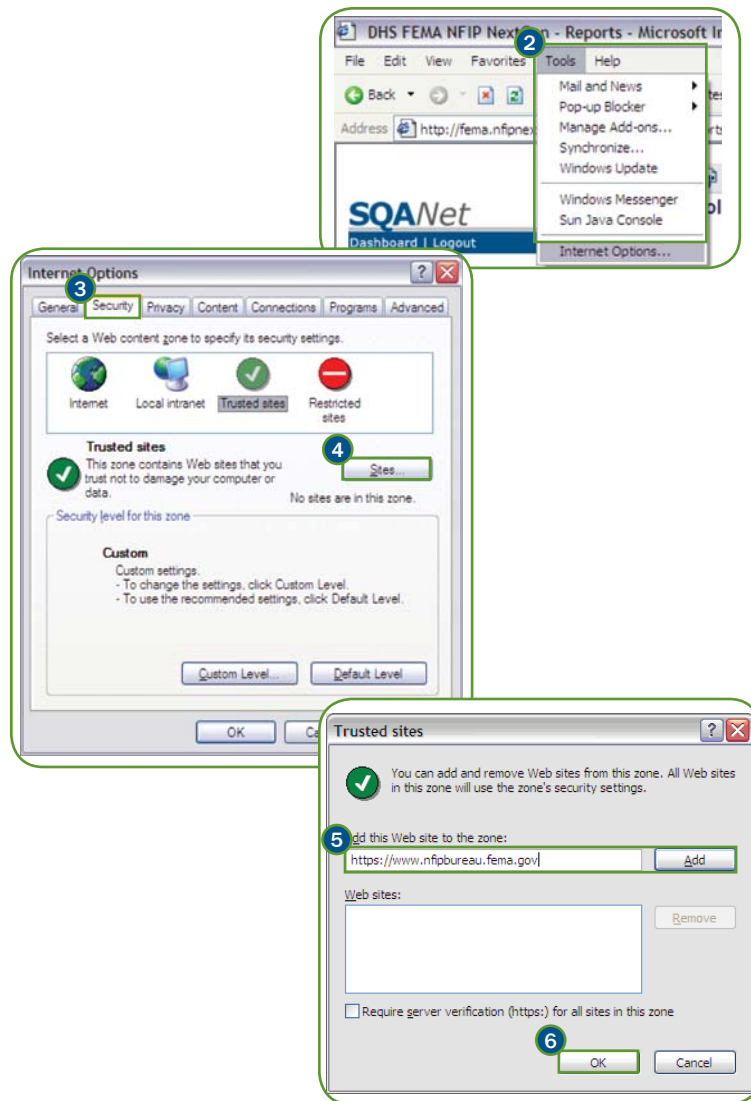 DHS FEMA NFIP Next - Reports - Microsoft
2
File Edit View Favorites Tools Help
Back
Mail and News
Pop-up Blocker
Address http://fema.nfipnex
Manage Add-ons...
Synchronize...
Windows Update
Windows Messenger
Sun Java Console
SQANet
Dashboard | Logout
Internet Options...
Internet Options
3
General Security Privacy Content Connections Programs Advanced
Select a Web content zone to specify its security settings.
Internet Local intranet Trusted sites Restricted
sites
Trusted sites
4
This zone contains Web sites that you
trust not to damage your computer or
data.
Sites...
No sites are in this zone.
Security level for this zone
Custom
Custom settings.
- To change the settings, click Custom Level.
- To use the recommended settings, click Default Level.
Custom Level... Default Level
OK Ca
Trusted sites
You can add and remove Web sites from this zone. All Web sites
in this zone will use the zone's security settings.
5
dd this Web site to the zone:
https://www.nfipbureau.fema.gov Add
Web sites:
Remove
Require server verification (https:) for all sites in this zone
6
OK Cancel